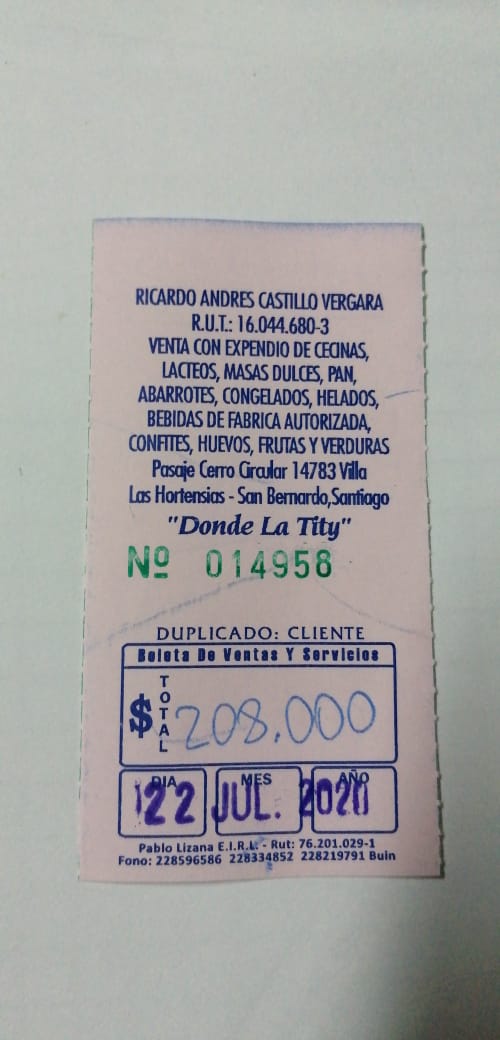 RICARDO ANDRES CASTILLO VERGARA
R.U.T.: 16.044.680-3
VENTA CON EXPENDIO DE CECINAS,
LACTEOS, MASAS DULCES, PAN,
ABARROTES, CONGELADOS, HELADOS,
BEBIDAS DE FABRICA AUTORIZADA,
CONFITES, HUEVOS, FRUTAS Y VERDURAS
Pasaje Cerro Circular 14783 Villa
Las Hortensias - San Bernardo,Santiago
"Donde La Tity"
Nº 014958
DUPLICADO: CLIENTE
Boleta De Ventas Y Servicios
$ TOTAL 208.000
DIA MES AÑO
22 JUL. 2020
Pablo Lizana E.I.R.L. - Rut: 76.201.029-1
Fono: 228596586 228334852 228219791 Buin